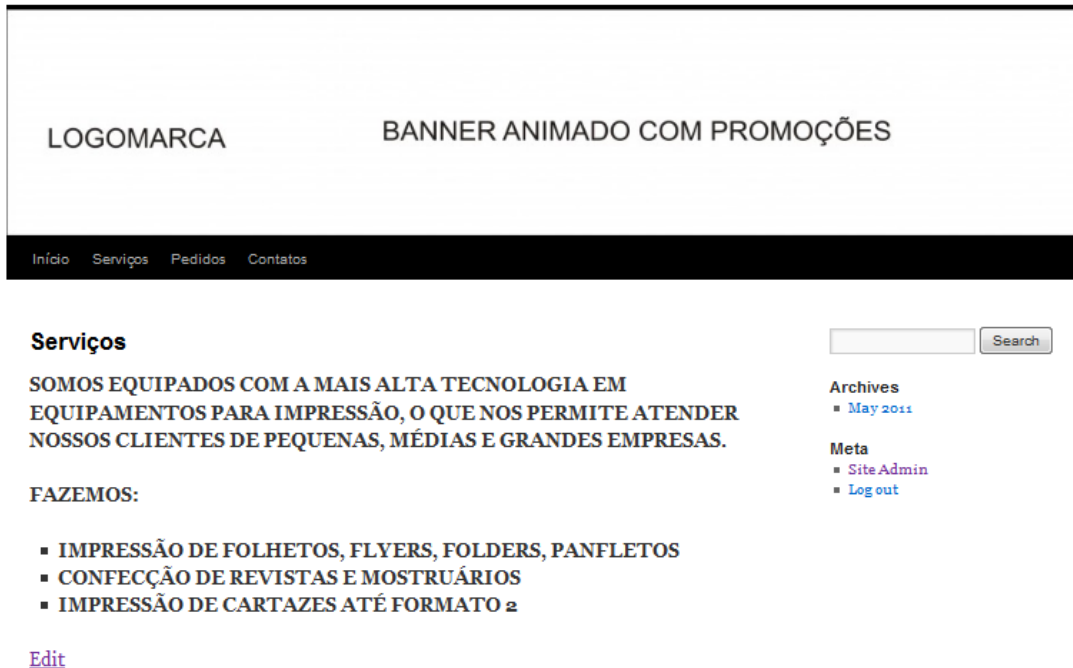 LOGOMARCA
BANNER ANIMADO COM PROMOÇÕES
Início Serviços Pedidos Contatos
Serviços
SOMOS EQUIPADOS COM A MAIS ALTA TECNOLOGIA EM
EQUIPAMENTOS PARA IMPRESSÃO, O QUE NOS PERMITE ATENDER
NOSSOS CLIENTES DE PEQUENAS, MÉDIAS E GRANDES EMPRESAS.
FAZEMOS:
IMPRESSÃO DE FOLHETOS, FLYERS, FOLDERS, PANFLETOS
CONFECÇÃO DE REVISTAS E MOSTRUÁRIOS
IMPRESSÃO DE CARTAZES ATÉ FORMATO 2
Edit
Search
Archives
May 2011
Meta
Site Admin
Log out